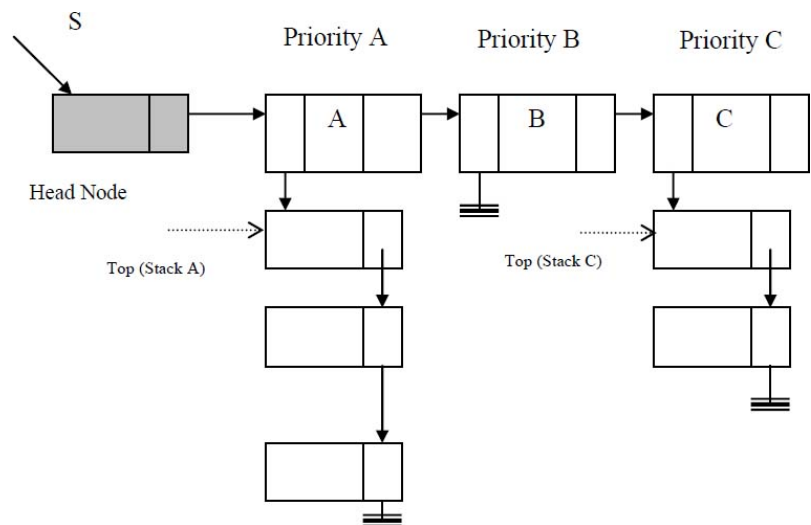 S
Priority A
Priority B
Priority C
A
B
C
Head Node
Top (Stack A)
Top (Stack C)